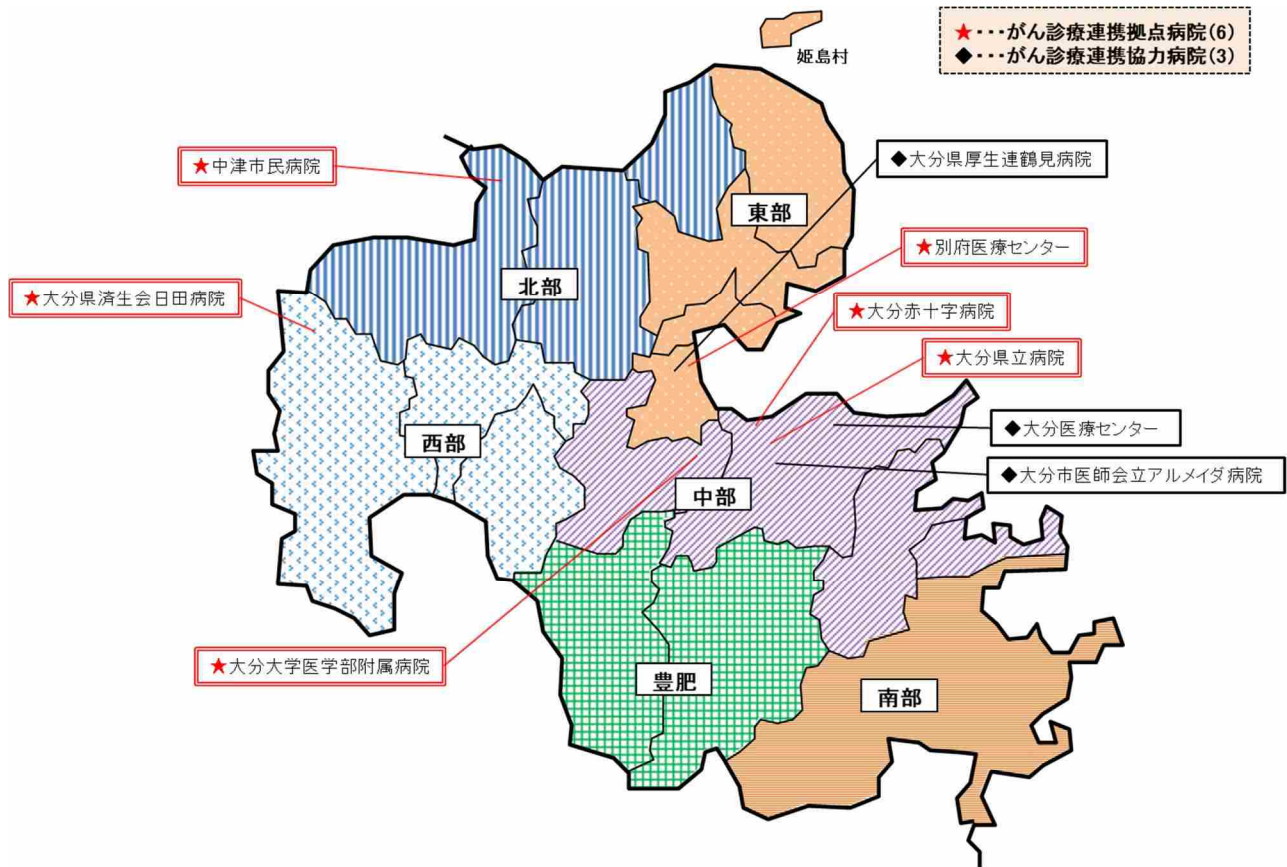 ★・・・がん診療連携拠点病院(6)
◆・・・がん診療連携協力病院(3)
姫島村
★中津市民病院
◆大分県厚生連鶴見病院
東部
★別府医療センター
北部
★大分県済生会日田病院
★大分赤十字病院
★大分県立病院
◆大分医療センター
西部
◆大分市医師会立アルメイダ病院
中部
★大分大学医学部附属病院
豊肥
南部